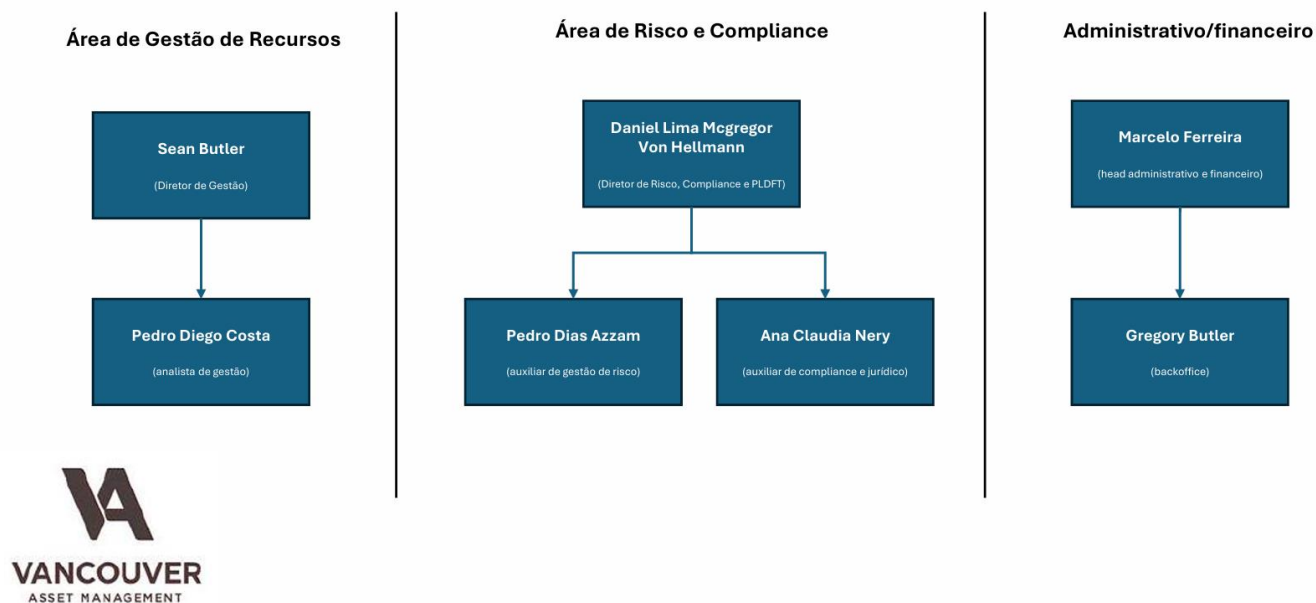 Área de Gestão de Recursos
Sean Butler
(Diretor de Gestão)
Pedro Diego Costa
(analista de gestão)
Área de Risco e Compliance
Daniel Lima Mcgregor
Von Hellmann
(Diretor de Risco, Compliance e PLDFT)
Pedro Dias Azzam
(auxiliar de gestão de risco)
Ana Claudia Nery
(auxiliar de compliance e jurídico)
Administrativo/financeiro
Marcelo Ferreira
(head administrativo e financeiro)
Gregory Butler
(backoffice)
VA
VANCOUVER
ASSET MANAGEMENT